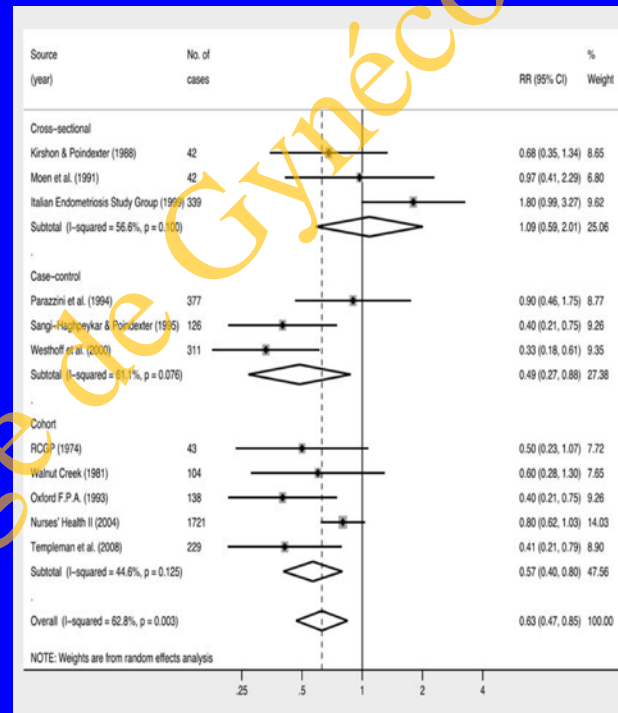 Source No. of %
(year) cases RR (95% CI) Weight
Cross-sectional
Kirshon & Poindexter (1988) 42 0.68 (0.35, 1.34) 8.65
Moen et al. (1991) 42 0.97 (0.41, 2.29) 6.80
Italian Endometriosis Study Group 339 1.80 (0.99, 3.27) 9.62
Subtotal (I-squared = 56.6%, p = 0.100) 1.09 (0.59, 2.01) 25.06
.
Case-control
Parazzini et al. (1994) 377 0.90 (0.46, 1.75) 8.77
Sangi-Haghpeykar & Poindexter (1995) 126 0.40 (0.21, 0.75) 9.26
Westhoff et al. (2000) 311 0.33 (0.18, 0.61) 9.35
Subtotal (I-squared = 61.1%, p = 0.076) 0.49 (0.27, 0.88) 27.38
.
Cohort
RCGP (1974) 43 0.50 (0.23, 1.07) 7.72
Walnut Creek (1981) 104 0.60 (0.28, 1.30) 7.65
Oxford F.P.A. (1993) 138 0.40 (0.21, 0.75) 9.26
Nurses' Health II (2004) 1721 0.80 (0.62, 1.03) 14.03
Templeman et al. (2008) 229 0.41 (0.21, 0.79) 8.90
Subtotal (I-squared = 44.6%, p = 0.125) 0.57 (0.40, 0.80) 47.56
.
Overall (I-squared = 62.8%, p = 0.003) 0.63 (0.47, 0.85) 100.00
NOTE: Weights are from random effects analysis
.25 .5 1 2 4
se de Gynéco